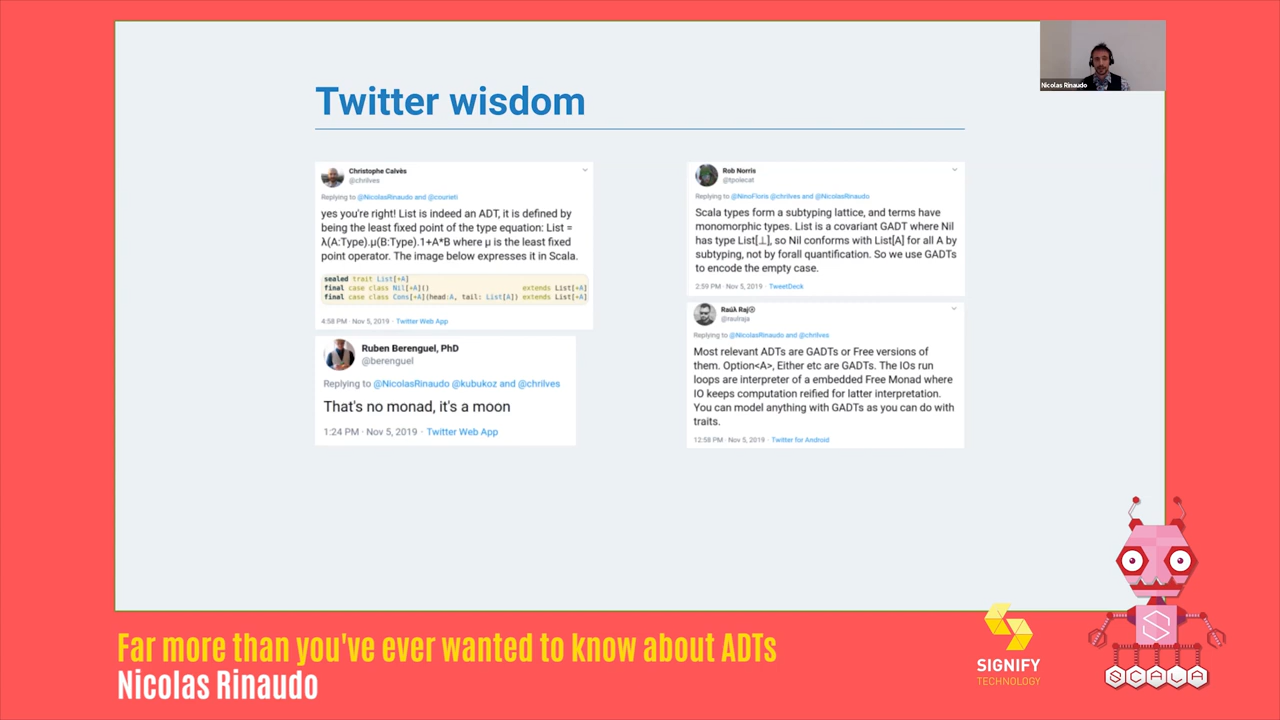 Twitter wisdom
Nicolas Rinaudo
Christophe Calvès
@chrilves
Replying to @NicolasRinaudo and @courieti
yes you're right! List is indeed an ADT, it is defined by
being the least fixed point of the type equation: List =
λ(A:Type).μ(B:Type).1+A*B where μ is the least fixed
point operator. The image below expresses it in Scala.
sealed trait List[+A]
final case class Nil[+A]() extends List[+A]
final case class Cons[+A](head:A, tail: List[A]) extends List[+A]
4:58 PM · Nov 5, 2019 · Twitter Web App
Ruben Berenguel, PhD
@berenguel
Replying to @NicolasRinaudo @kubukoz and @chrilves
That's no monad, it's a moon
1:24 PM · Nov 5, 2019 · Twitter Web App
Rob Norris
@tpolecat
Replying to @NinoFloris @chrilves and @NicolasRinaudo
Scala types form a subtyping lattice, and terms have
monomorphic types. List is a covariant GADT where Nil
has type List[⊥], so Nil conforms with List[A] for all A by
subtyping, not by forall quantification. So we use GADTs
to encode the empty case.
2:59 PM · Nov 5, 2019 · TweetDeck
Raúλ Raj
@raulraja
Replying to @NicolasRinaudo and @chrilves
Most relevant ADTs are GADTs or Free versions of
them. Option<A>, Either etc are GADTs. The IOs run
loops are interpreter of a embedded Free Monad where
IO keeps computation reified for latter interpretation.
You can model anything with GADTs as you can do with
traits.
12:58 PM · Nov 5, 2019 · Twitter for Android
Far more than you've ever wanted to know about ADTs
Nicolas Rinaudo
SIGNIFY
TECHNOLOGY
S
SCALA